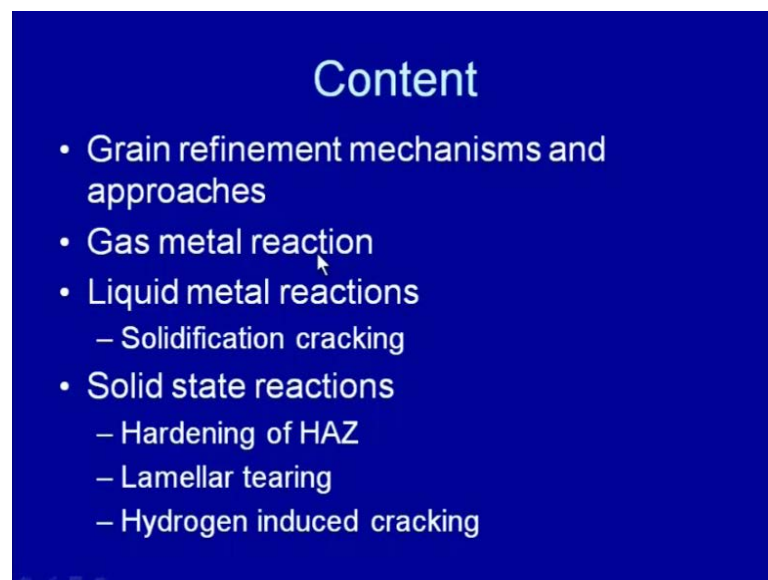 Content
• Grain refinement mechanisms and
approaches
• Gas metal reaction
• Liquid metal reactions
– Solidification cracking
• Solid state reactions
– Hardening of HAZ
– Lamellar tearing
– Hydrogen induced cracking